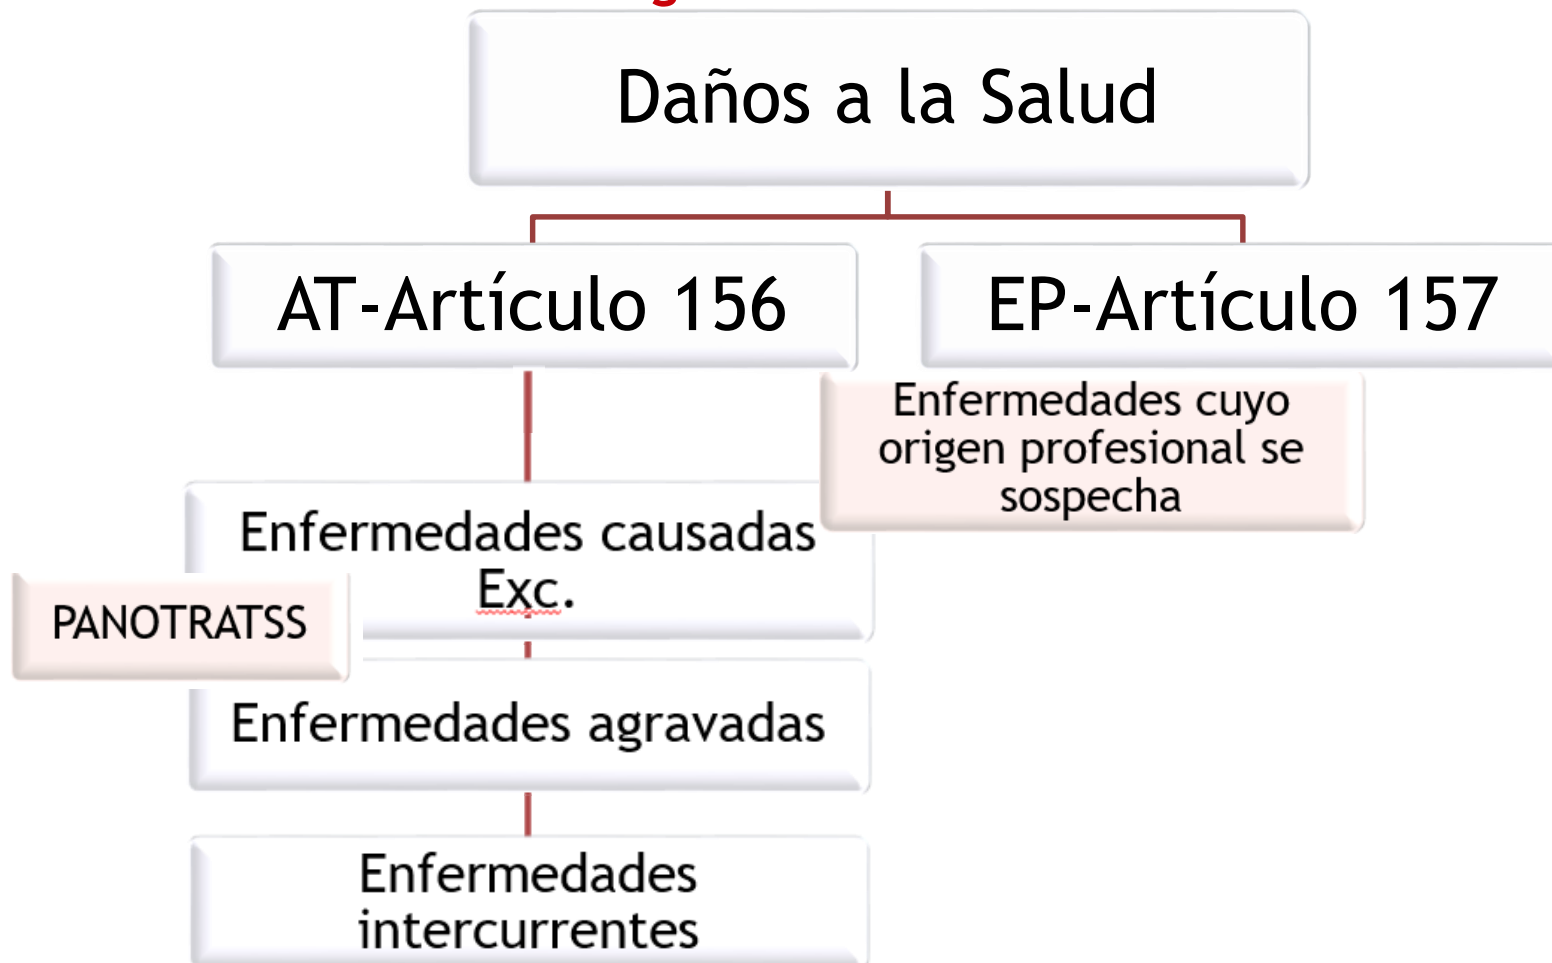 Daños a la Salud
AT-Artículo 156
EP-Artículo 157
Enfermedades cuyo
origen profesional se
sospecha
Enfermedades causadas
Exc.
PANOTRATSS
Enfermedades agravadas
Enfermedades
intercurrentes